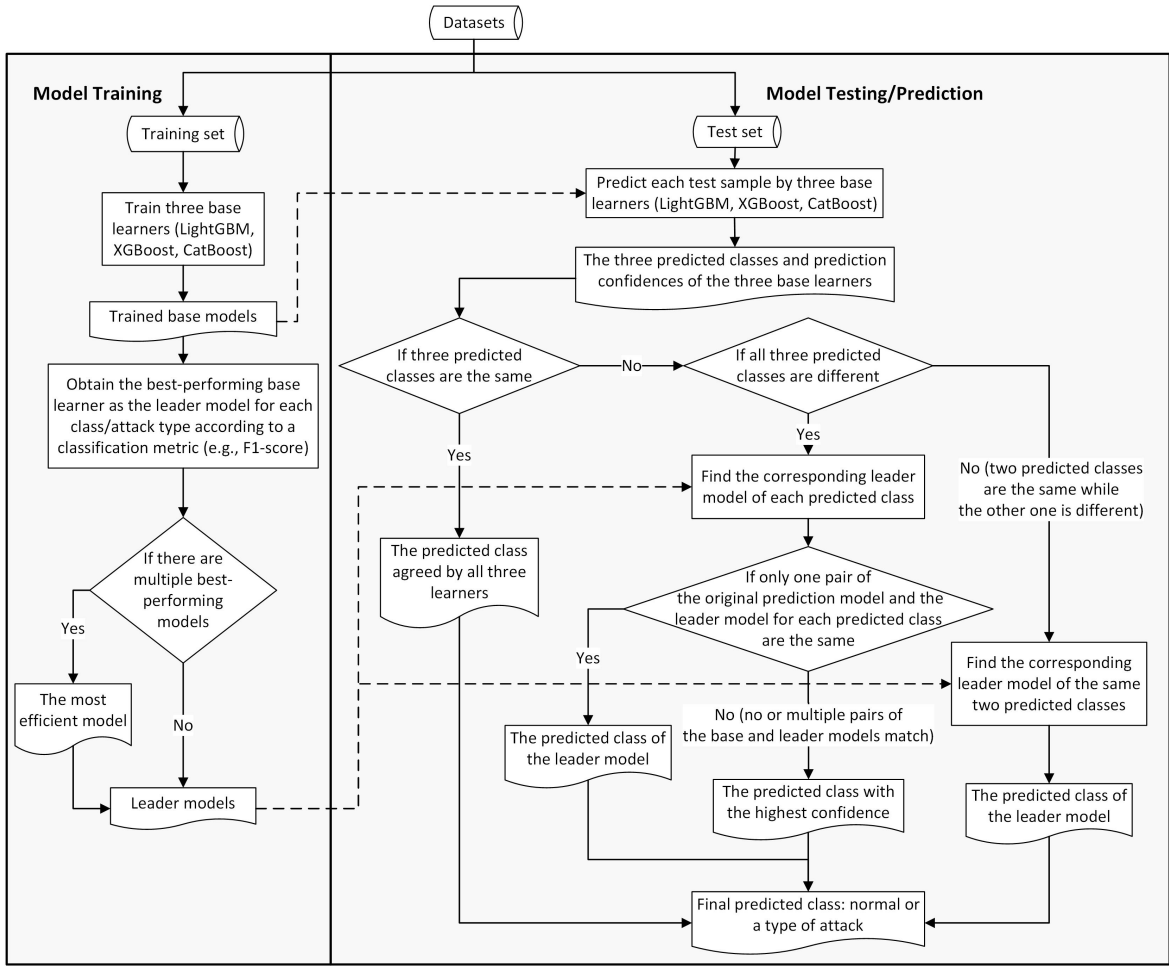 Datasets
Model Training
Training set
Train three base
learners (LightGBM,
XGBoost, CatBoost)
Trained base models
Obtain the best-performing base
learner as the leader model for each
class/attack type according to a
classification metric (e.g., F1-score)
If there are
multiple best-
performing
models
Yes
The most
efficient model
No
Leader models
Model Testing/Prediction
Test set
Predict each test sample by three base
learners (LightGBM, XGBoost, CatBoost)
The three predicted classes and prediction
confidences of the three base learners
If three predicted
classes are the same
No
If all three predicted
classes are different
Yes
The predicted class
agreed by all three
learners
Yes
Find the corresponding leader
model of each predicted class
If only one pair of
the original prediction model and the
leader model for each predicted class
are the same
Yes
The predicted class of
the leader model
No (no or multiple pairs of
the base and leader models match)
The predicted class with
the highest confidence
No (two predicted classes
are the same while
the other one is different)
Find the corresponding
leader model of the same
two predicted classes
The predicted class of
the leader model
Final predicted class: normal or
a type of attack